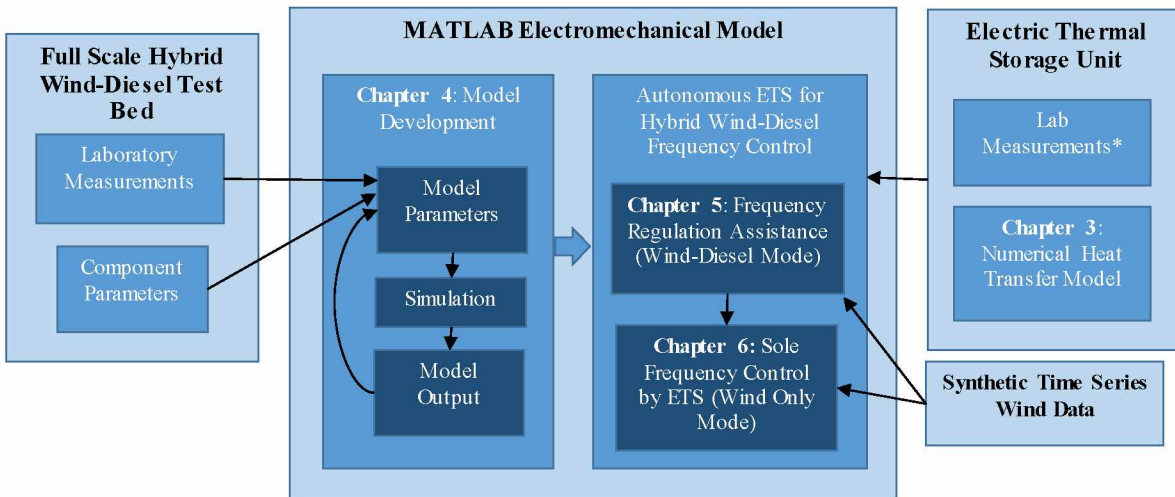 Full Scale Hybrid
Wind-Diesel Test
Bed
Laboratory
Measurements
Component
Parameters
MATLAB Electromechanical Model
Chapter 4: Model
Development
Model
Parameters
Simulation
Model
Output
Autonomous ETS for
Hybrid Wind-Diesel
Frequency Control
Chapter 5: Frequency
Regulation Assistance
(Wind-Diesel Mode)
Chapter 6: Sole
Frequency Control
by ETS (Wind Only
Mode)
Electric Thermal
Storage Unit
Lab
Measurements*
Chapter 3:
Numerical Heat
Transfer Model
Synthetic Time Series
Wind Data